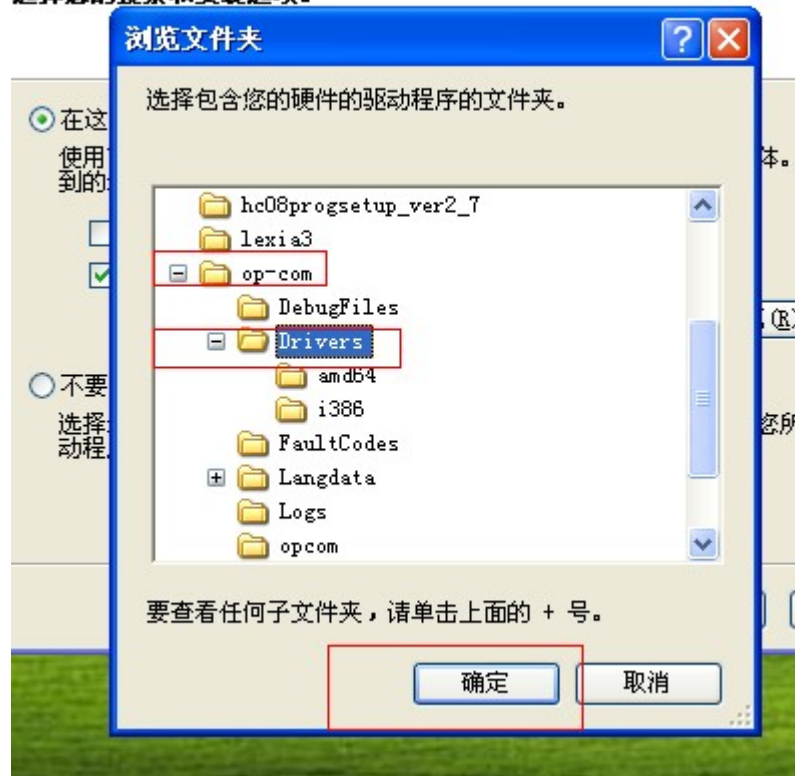 浏览文件夹
选择包含您的硬件的驱动程序的文件夹。
在这
使用
到的
体。
hc08progsetup_ver2_7
lexia3
op-com
DebugFiles
Drivers
(R)
amd64
i386
不要
选择
动程
您所
FaultCodes
Langdata
Logs
opcom
要查看任何子文件夹，请单击上面的 + 号。
确定
取消